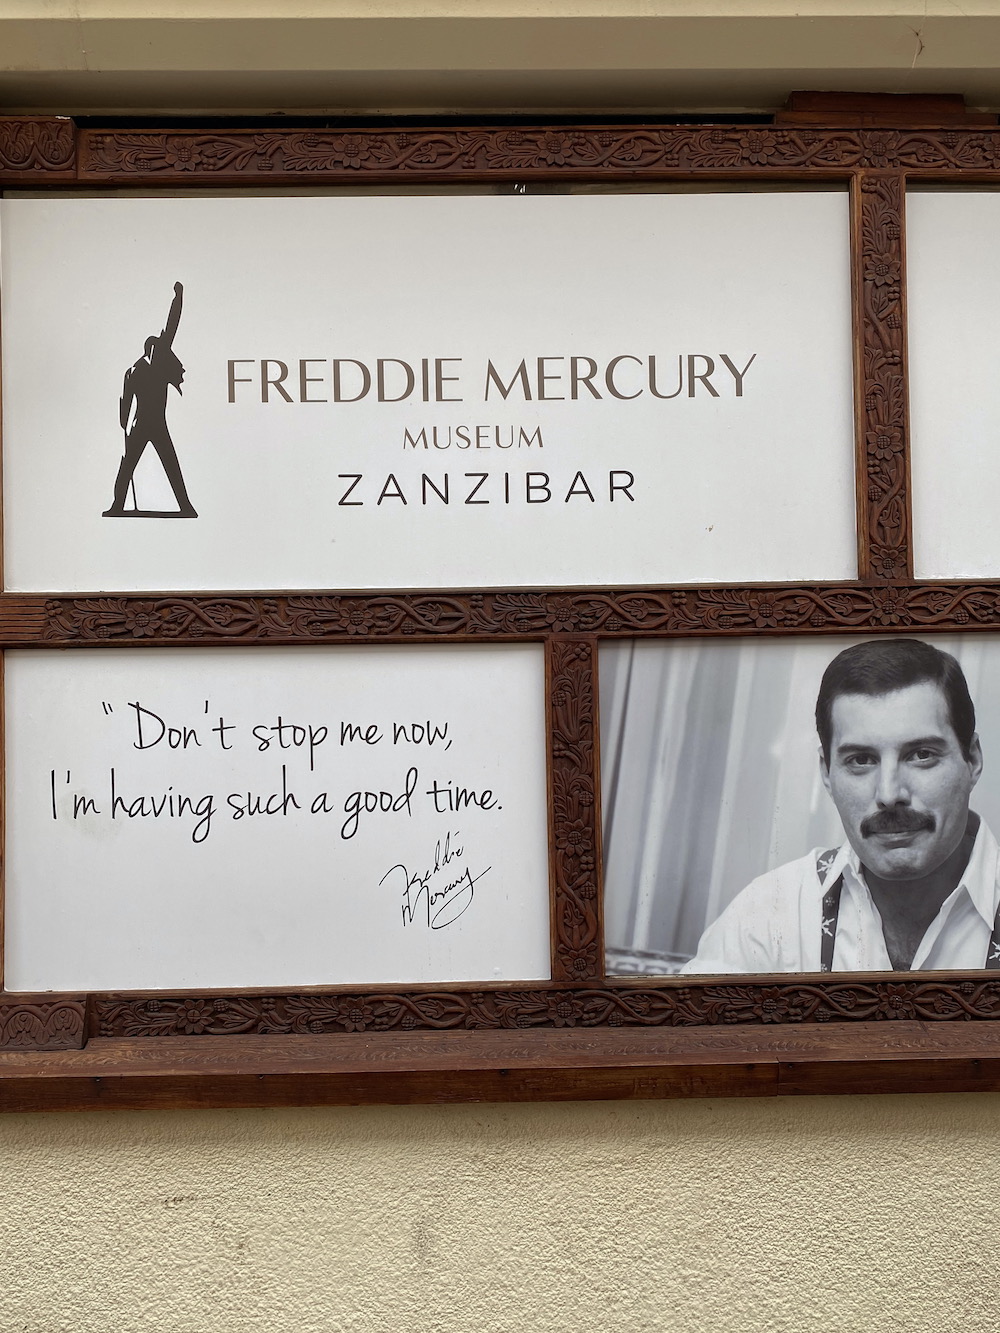 FREDDIE MERCURY
MUSEUM
ZANZIBAR
"Don't stop me now,
I'm having such a good time.
Freddie
Mercury